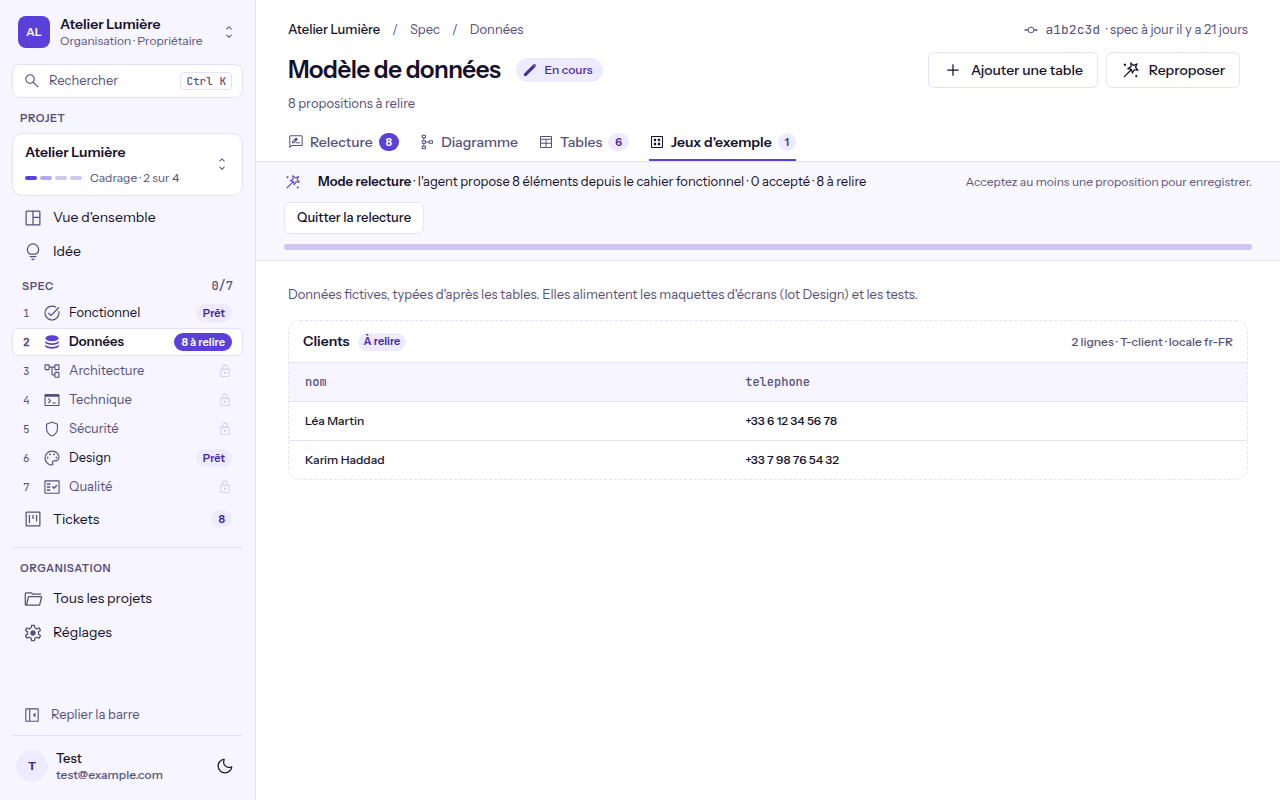 AL
Atelier Lumière
Organisation · Propriétaire
Rechercher
Ctrl K
PROJET
Atelier Lumière
Cadrage · 2 sur 4
Vue d'ensemble
Idée
SPEC 0/7
1 Fonctionnel Prêt
2 Données 8 à relire
3 Architecture
4 Technique
5 Sécurité
6 Design Prêt
7 Qualité
Tickets 8
ORGANISATION
Tous les projets
Réglages
Replier la barre
T
Test
test@example.com
Atelier Lumière / Spec / Données
a1b2c3d · spec à jour il y a 21 jours
Modèle de données
En cours
Ajouter une table
Reproposer
8 propositions à relire
Relecture 8
Diagramme
Tables 6
Jeux d'exemple 1
Mode relecture · l'agent propose 8 éléments depuis le cahier fonctionnel · 0 accepté · 8 à relire
Acceptez au moins une proposition pour enregistrer.
Quitter la relecture
Données fictives, typées d'après les tables. Elles alimentent les maquettes d'écrans (lot Design) et les tests.
Clients À relire
2 lignes · T-client · locale fr-FR
nom telephone
Léa Martin +33 6 12 34 56 78
Karim Haddad +33 7 98 76 54 32